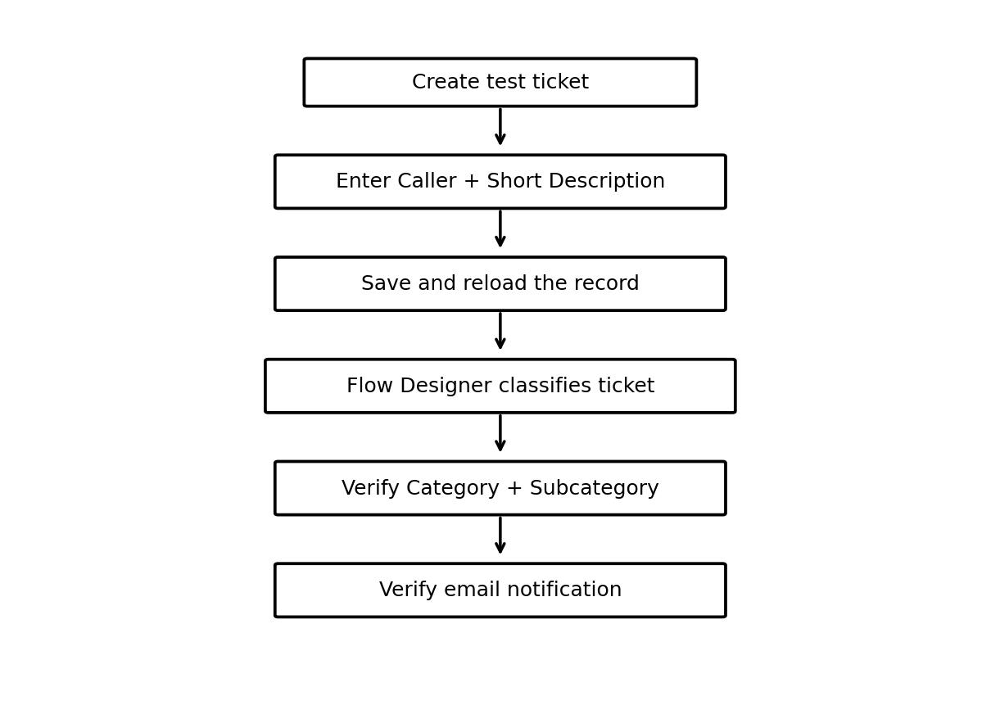 Create test ticket
Enter Caller + Short Description
Save and reload the record
Flow Designer classifies ticket
Verify Category + Subcategory
Verify email notification